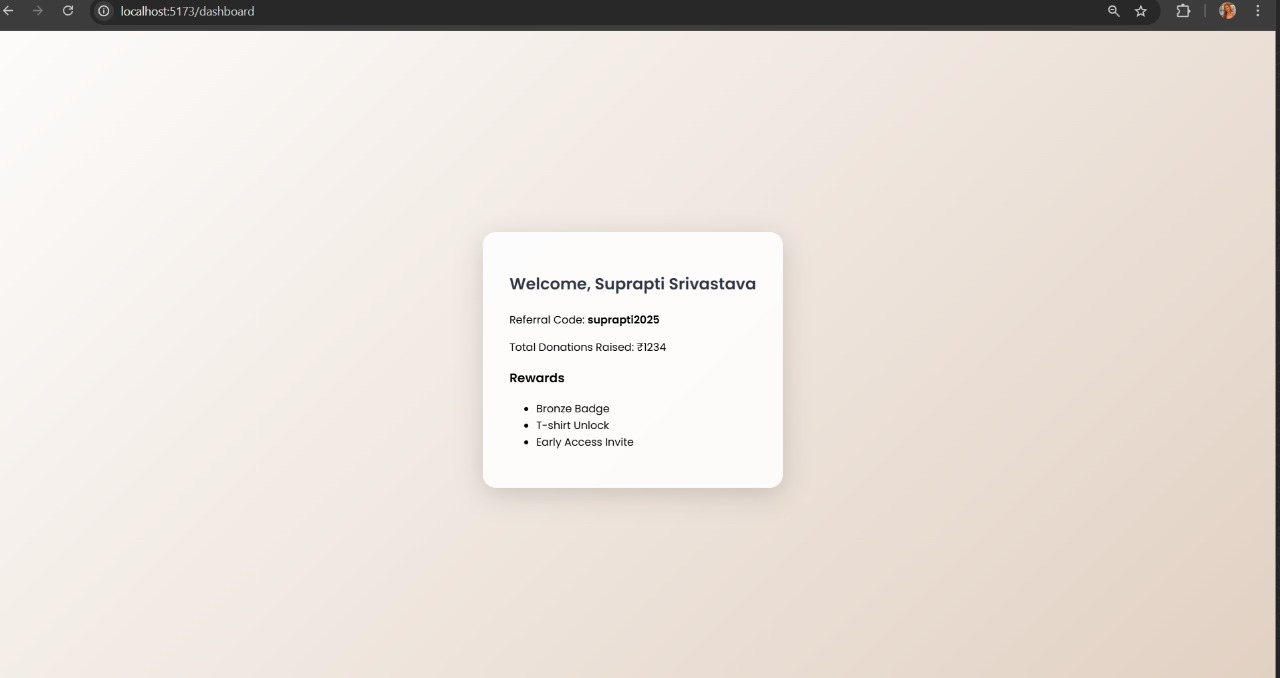 localhost:5173/dashboard
Welcome, Suprapti Srivastava
Referral Code: suprapti2025
Total Donations Raised: ₹1234
Rewards
• Bronze Badge
• T-shirt Unlock
• Early Access Invite